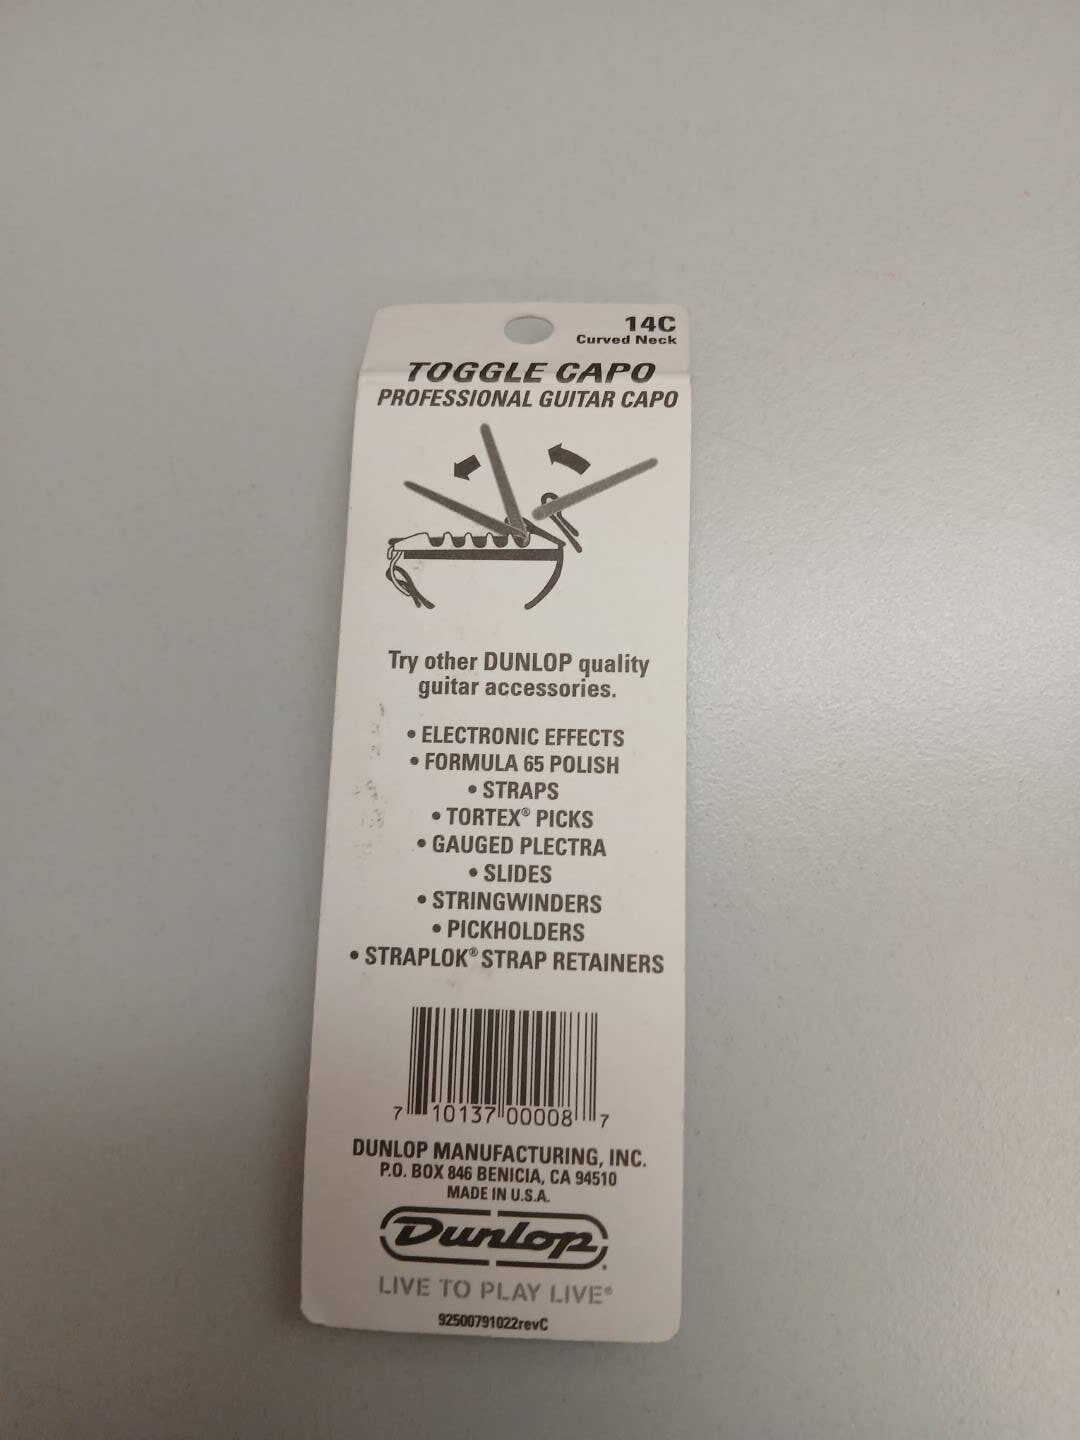 14C
Curved Neck
TOGGLE CAPO
PROFESSIONAL GUITAR CAPO
Try other DUNLOP quality
guitar accessories.
• ELECTRONIC EFFECTS
• FORMULA 65 POLISH
• STRAPS
• TORTEX® PICKS
• GAUGED PLECTRA
• SLIDES
• STRINGWINDERS
• PICKHOLDERS
• STRAPLOK® STRAP RETAINERS
7 10137 00008 7
DUNLOP MANUFACTURING, INC.
P.O. BOX 846 BENICIA, CA 94510
MADE IN U.S.A.
Dunlop
LIVE TO PLAY LIVE®
92500791022revC